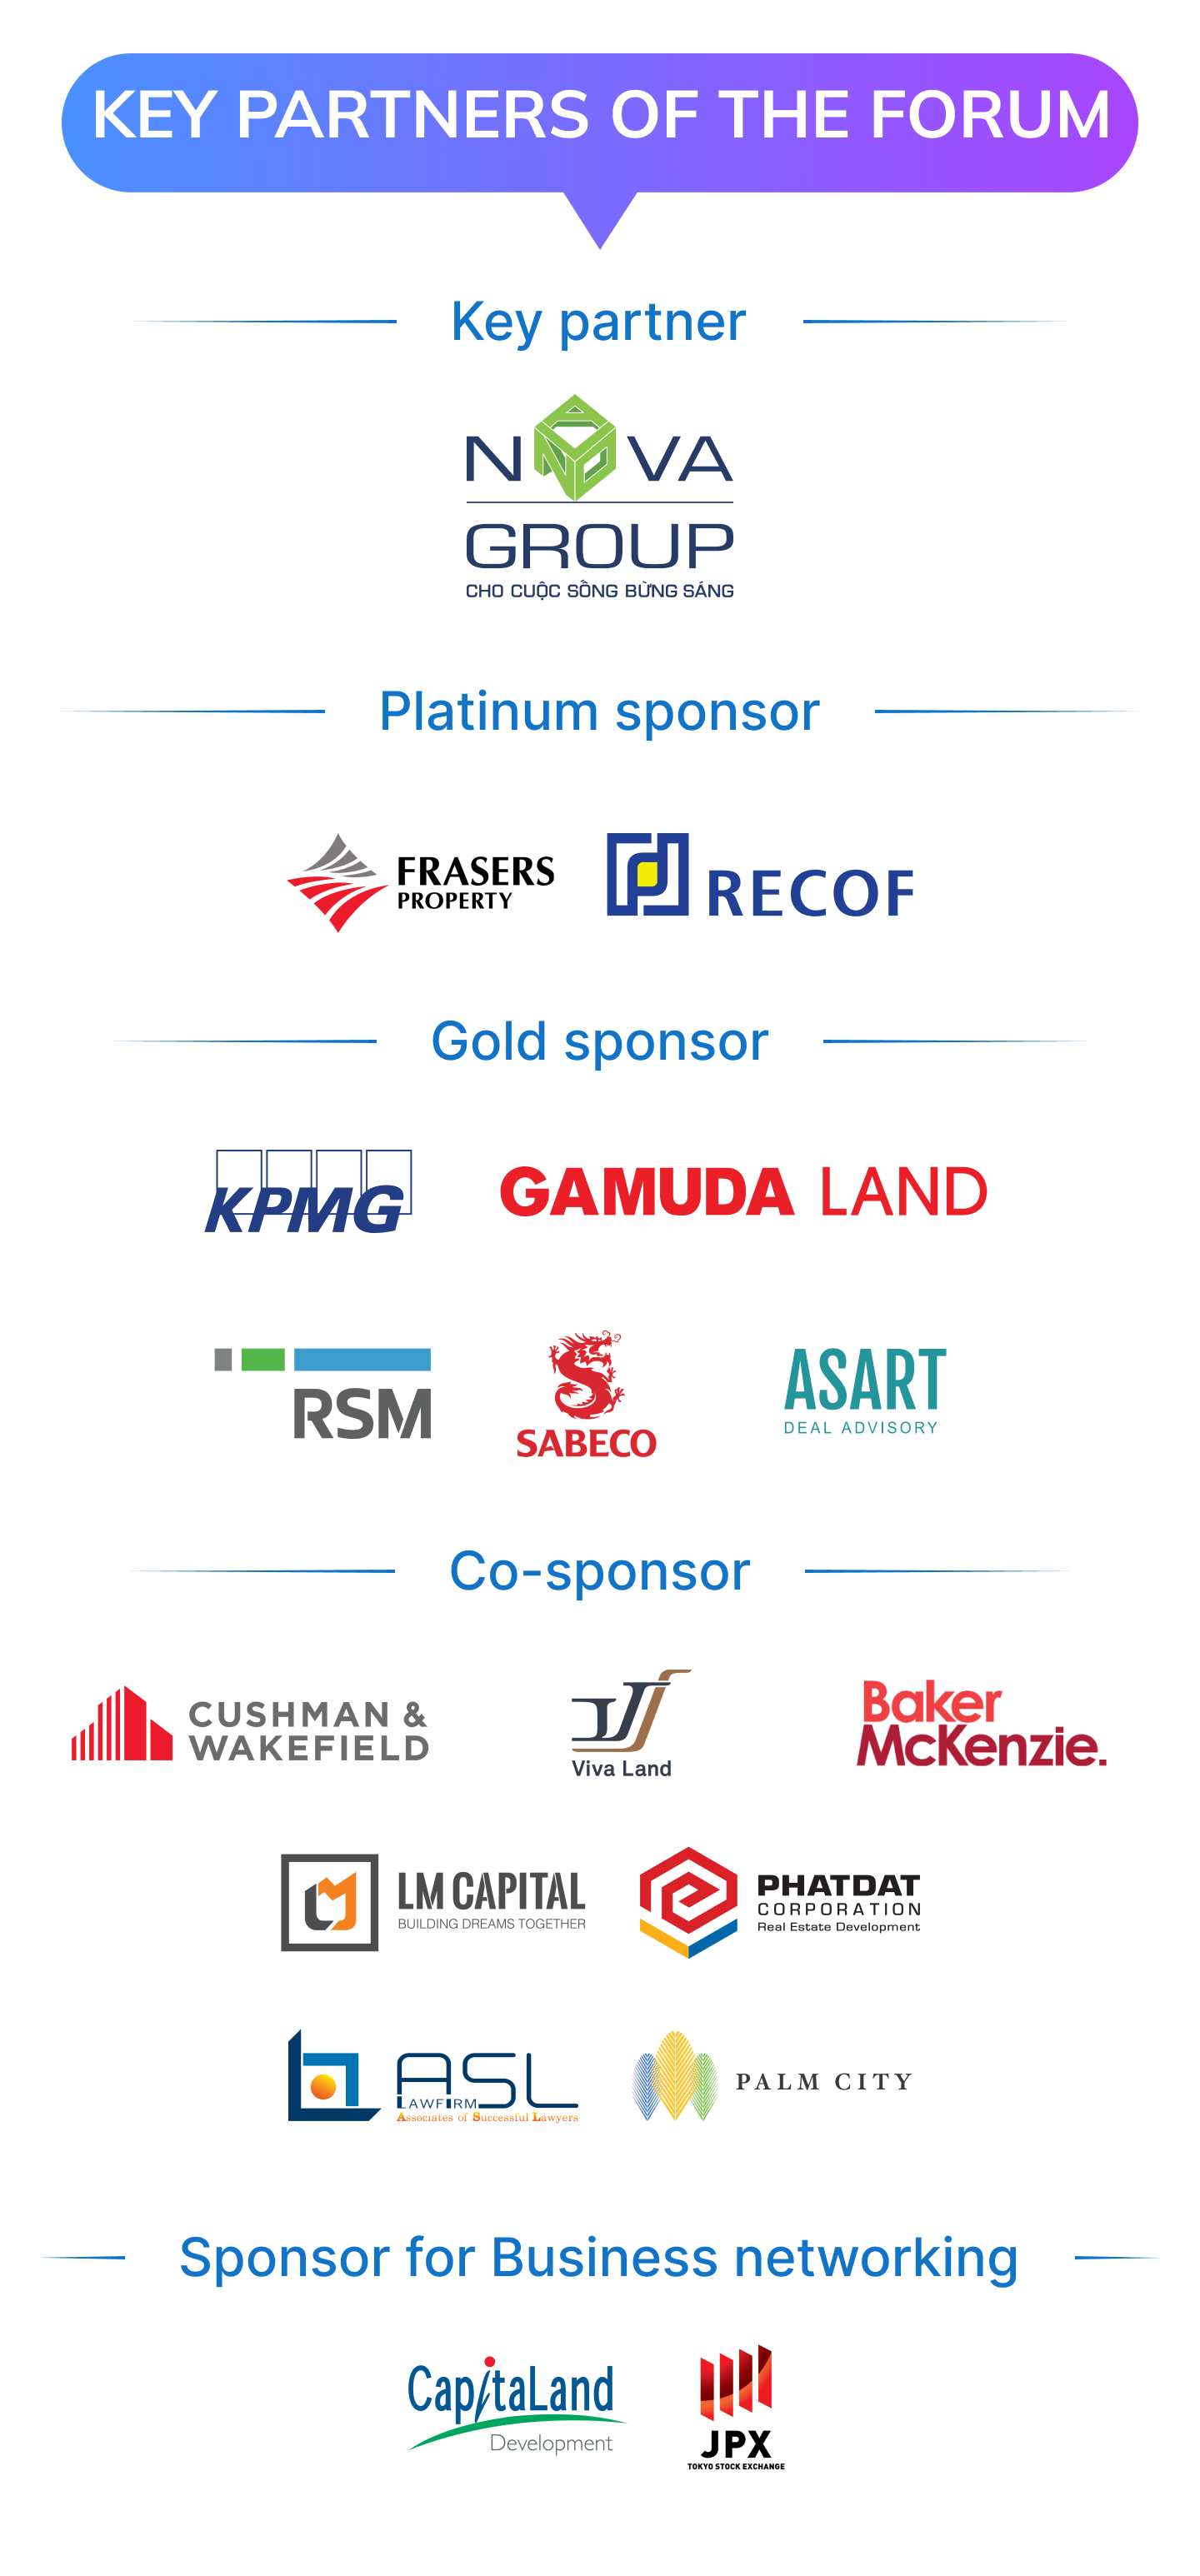 KEY PARTNERS OF THE FORUM
Key partner
NOVA
GROUP
CHO CUỘC SỐNG BỪNG SÁNG
Platinum sponsor
FRASERS
PROPERTY
RECOF
Gold sponsor
KPMG
GAMUDA LAND
RSM
SABECO
ASART
DEAL ADVISORY
Co-sponsor
CUSHMAN &
WAKEFIELD
Viva Land
Baker
McKenzie.
LM CAPITAL
BUILDING DREAMS TOGETHER
PHATDAT
CORPORATION
Real Estate Development
ASL
LAWFIRM
Associates of Successful Lawyers
PALM CITY
Sponsor for Business networking
CapitaLand
Development
JPX
TOKYO STOCK EXCHANGE